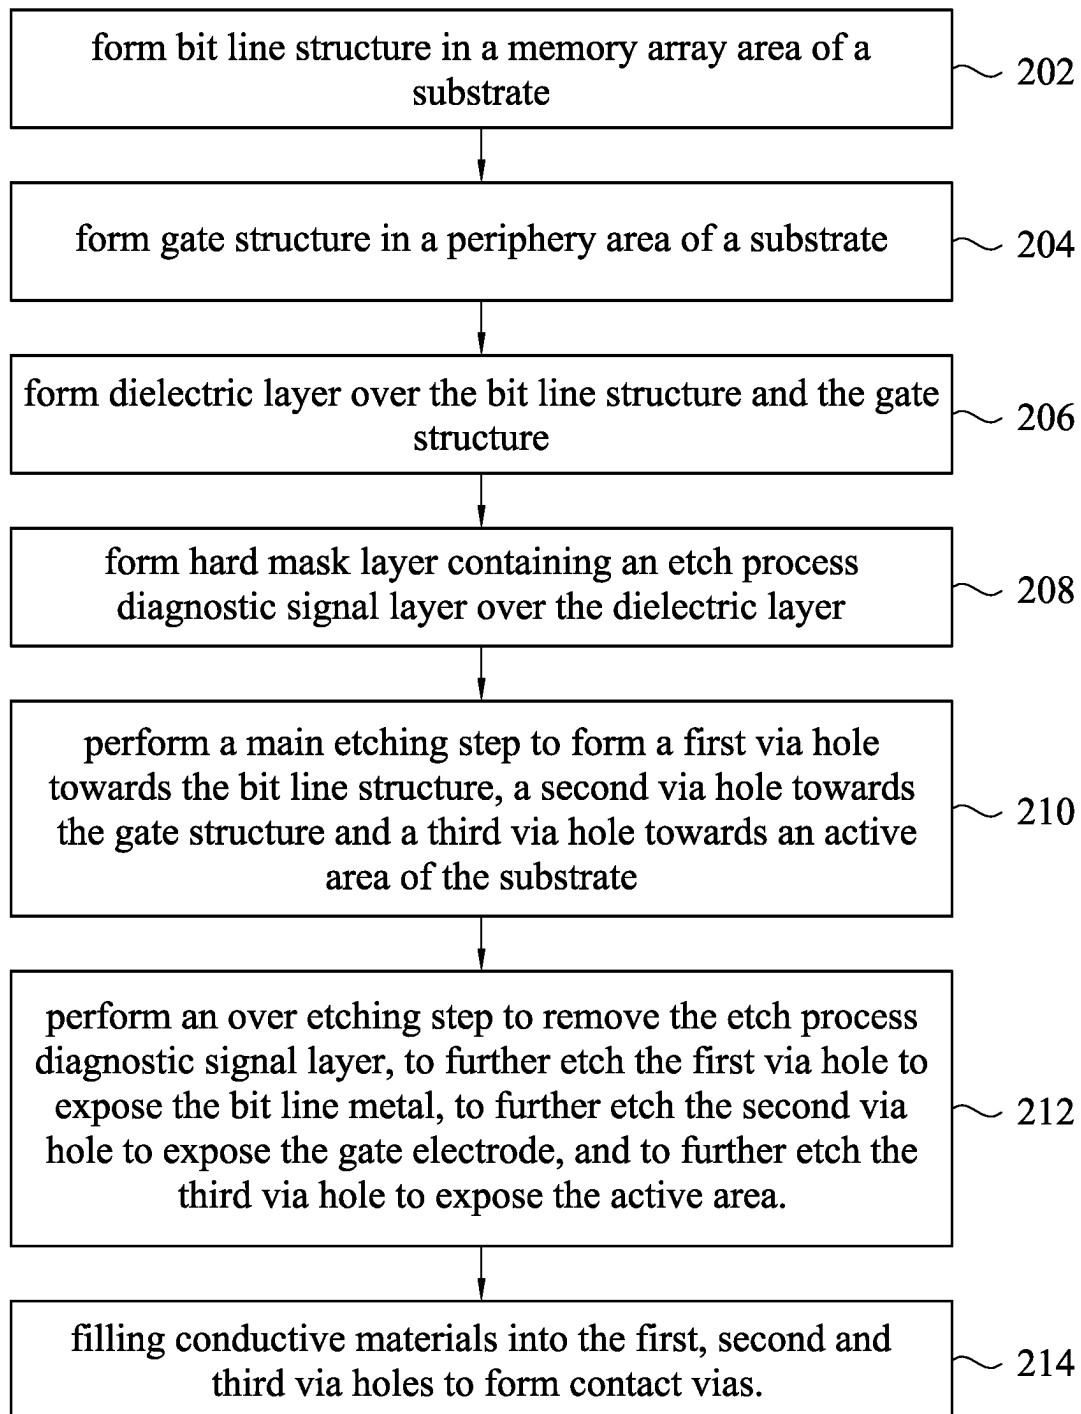 form bit line structure in a memory array area of a
substrate
202
form gate structure in a periphery area of a substrate
204
form dielectric layer over the bit line structure and the gate
structure
206
form hard mask layer containing an etch process
diagnostic signal layer over the dielectric layer
208
perform a main etching step to form a first via hole
towards the bit line structure, a second via hole towards
the gate structure and a third via hole towards an active
area of the substrate
210
perform an over etching step to remove the etch process
diagnostic signal layer, to further etch the first via hole to
expose the bit line metal, to further etch the second via
hole to expose the gate electrode, and to further etch the
third via hole to expose the active area.
212
filling conductive materials into the first, second and
third via holes to form contact vias.
214